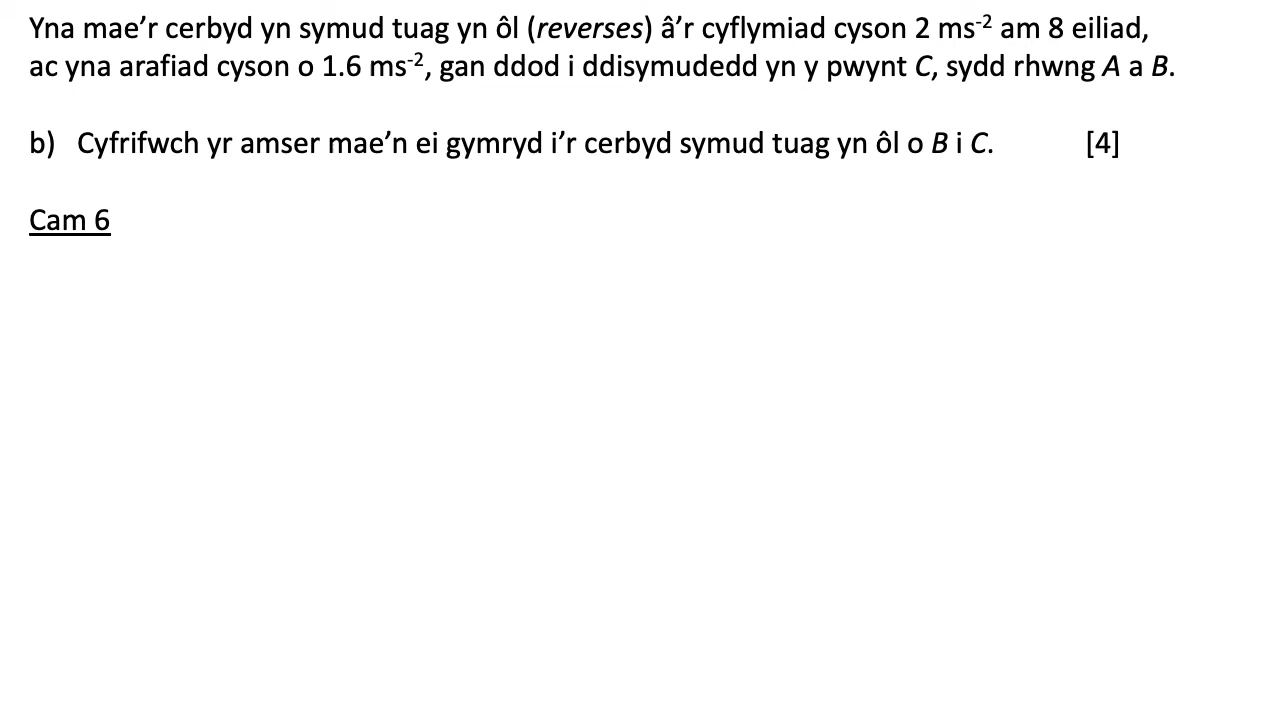 Yna mae’r cerbyd yn symud tuag yn ôl (reverses) â’r cyflymiad cyson 2 ms⁻² am 8 eiliad,
ac yna arafiad cyson o 1.6 ms⁻², gan ddod i ddisymudedd yn y pwynt C, sydd rhwng A a B.
b) Cyfrifwch yr amser mae’n ei gymryd i’r cerbyd symud tuag yn ôl o B i C. [4]
Cam 6